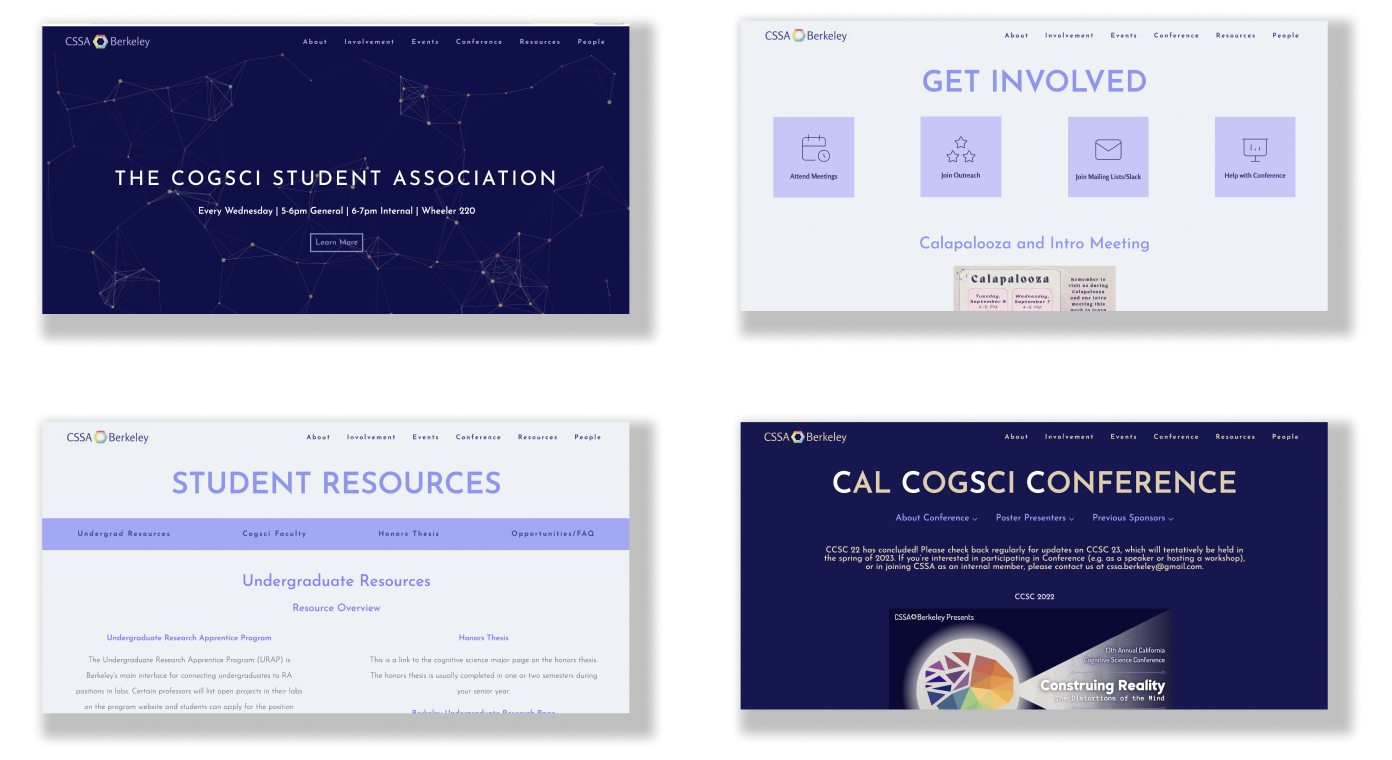 CSSA Berkeley
About Involvement Events Conference Resources People
THE COGSCI STUDENT ASSOCIATION
Every Wednesday | 5-6pm General | 6-7pm Internal | Wheeler 220
Learn More
CSSA Berkeley
About Involvement Events Conference Resources People
GET INVOLVED
Attend Meetings
Join Outreach
Join Mailing Lists/Slack
Help with Conference
Calapalooza and Intro Meeting
Calapalooza
Tuesday, September 6
4-6 PM
Wednesday, September 7
4-6 PM
Remember to
visit us during
Calapalooza
and our intro
meeting this
week to learn
CSSA Berkeley
About Involvement Events Conference Resources People
STUDENT RESOURCES
Undergrad Resources Cogsci Faculty Honors Thesis Opportunities/FAQ
Undergraduate Resources
Resource Overview
Undergraduate Research Apprentice Program
The Undergraduate Research Apprentice Program (URAP) is
Berkeley's main interface for connecting undergraduates to RA
positions in labs. Certain professors will list open projects in their labs
on the program website and students can apply for the position
Honors Thesis
This is a link to the cognitive science major page on the honors thesis.
The honors thesis is usually completed in one or two semesters during
your senior year.
Berkeley Undergraduate Research Page
CSSA Berkeley
About Involvement Events Conference Resources People
CAL COGSCI CONFERENCE
About Conference Poster Presenters Previous Sponsors
CCSC 22 has concluded! Please check back regularly for updates on CCSC 23, which will tentatively be held in
the spring of 2023. If you're interested in participating in Conference (e.g. as a speaker or hosting a workshop),
or in joining CSSA as an internal member, please contact us at cssa.berkeley@gmail.com.
CCSC 2022
CSSA Berkeley Presents
13th Annual California
Cognitive Science Conference
Construing Reality
The Distortions of the Mind